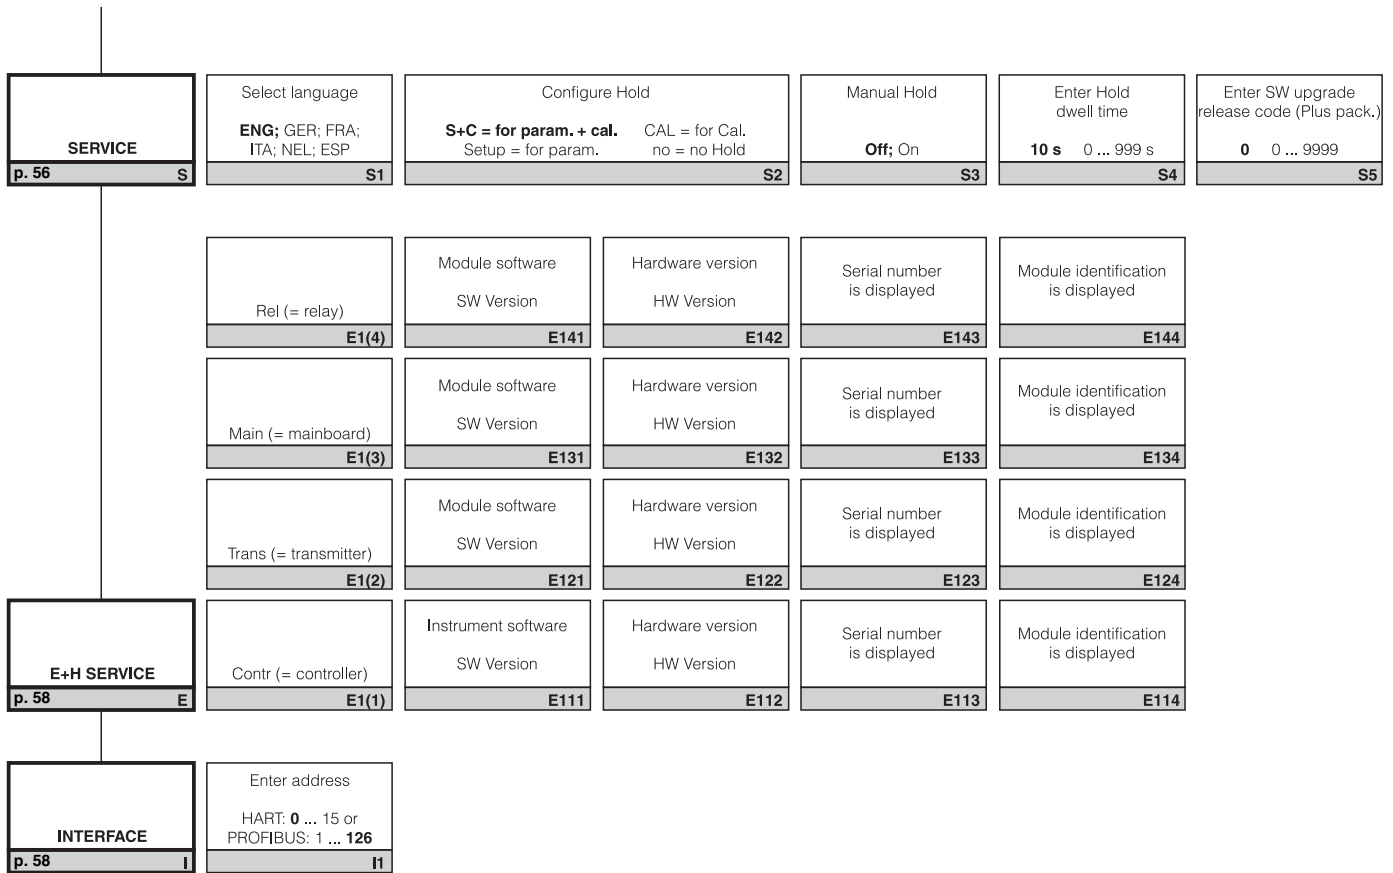 SERVICE
p. 56 S
Select language
ENG; GER; FRA;
ITA; NEL; ESP
S1
Configure Hold
S+C = for param. + cal. CAL = for Cal.
Setup = for param. no = no Hold
S2
Manual Hold
Off; On
S3
Enter Hold
dwell time
10 s 0 ... 999 s
S4
Enter SW upgrade
release code (Plus pack.)
0 0 ... 9999
S5
Rel (= relay)
E1(4)
Module software
SW Version
E141
Hardware version
HW Version
E142
Serial number
is displayed
E143
Module identification
is displayed
E144
Main (= mainboard)
E1(3)
Module software
SW Version
E131
Hardware version
HW Version
E132
Serial number
is displayed
E133
Module identification
is displayed
E134
Trans (= transmitter)
E1(2)
Module software
SW Version
E121
Hardware version
HW Version
E122
Serial number
is displayed
E123
Module identification
is displayed
E124
E+H SERVICE
p. 58 E
Contr (= controller)
E1(1)
Instrument software
SW Version
E111
Hardware version
HW Version
E112
Serial number
is displayed
E113
Module identification
is displayed
E114
INTERFACE
p. 58 I
Enter address
HART: 0 ... 15 or
PROFIBUS: 1 ... 126
I1